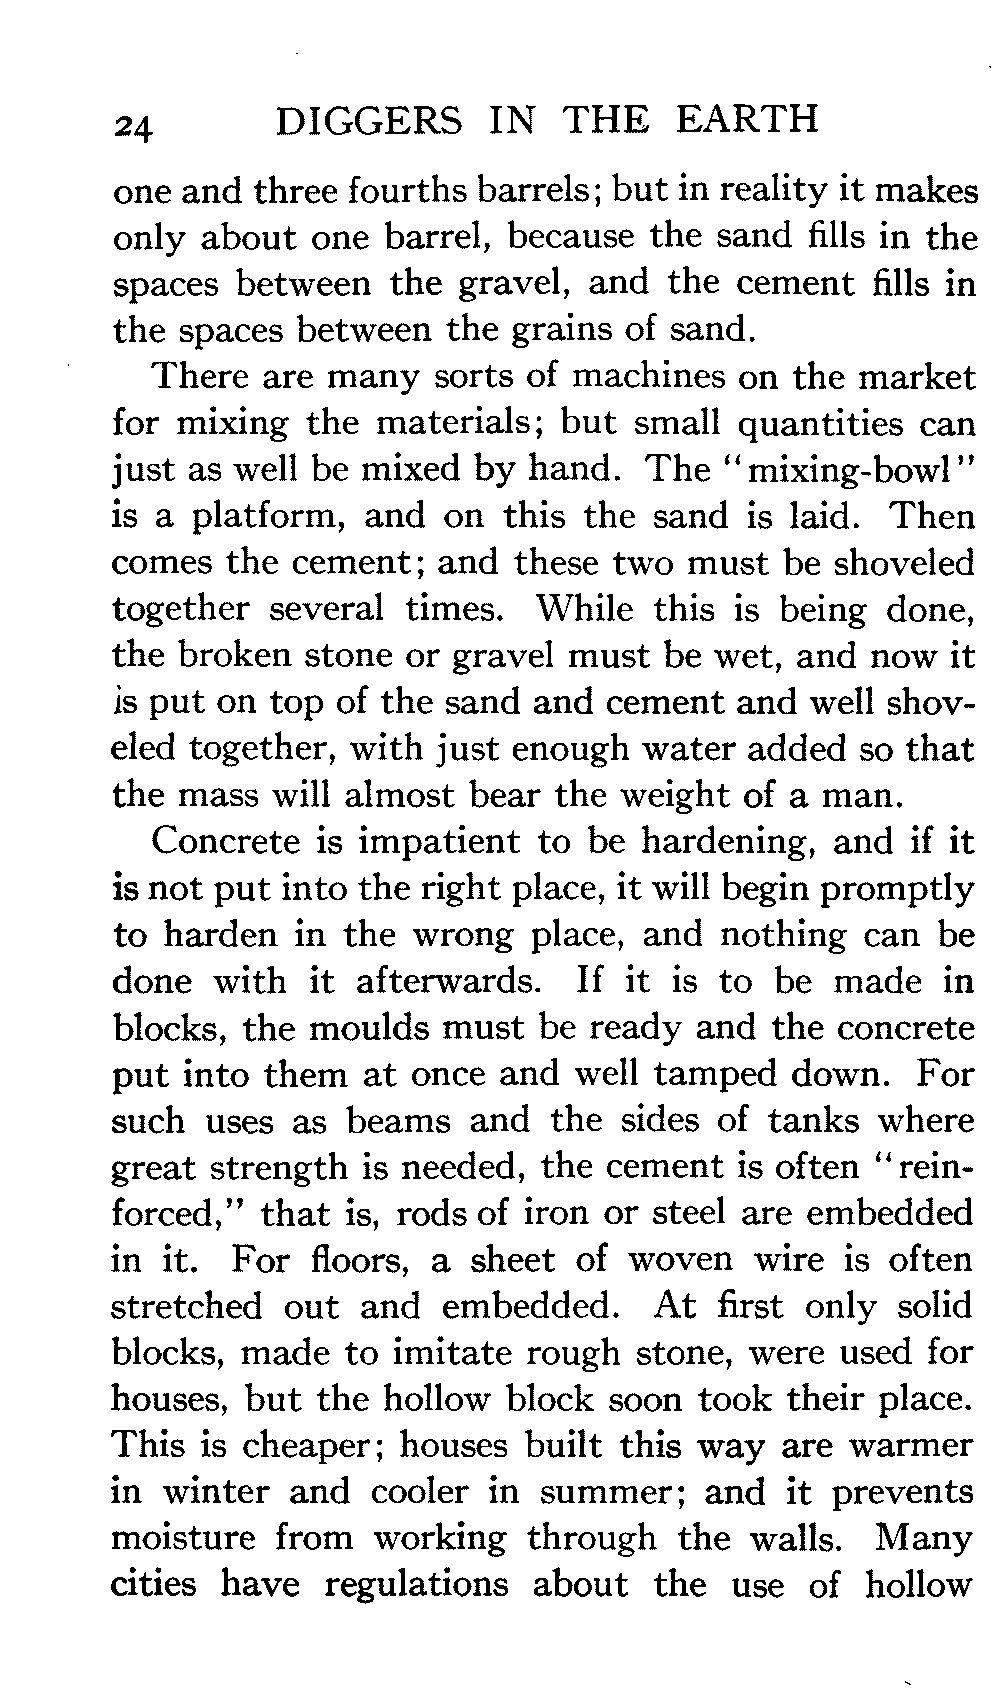 24 DIGGERS IN THE EARTH
one and three fourths barrels; but in reality it makes
only about one barrel, because the sand fills in the
spaces between the gravel, and the cement fills in
the spaces between the grains of sand.
There are many sorts of machines on the market
for mixing the materials; but small quantities can
just as well be mixed by hand. The "mixing-bowl"
is a platform, and on this the sand is laid. Then
comes the cement; and these two must be shoveled
together several times. While this is being done,
the broken stone or gravel must be wet, and now it
is put on top of the sand and cement and well shov-
eled together, with just enough water added so that
the mass will almost bear the weight of a man.
Concrete is impatient to be hardening, and if it
is not put into the right place, it will begin promptly
to harden in the wrong place, and nothing can be
done with it afterwards. If it is to be made in
blocks, the moulds must be ready and the concrete
put into them at once and well tamped down. For
such uses as beams and the sides of tanks where
great strength is needed, the cement is often "rein-
forced," that is, rods of iron or steel are embedded
in it. For floors, a sheet of woven wire is often
stretched out and embedded. At first only solid
blocks, made to imitate rough stone, were used for
houses, but the hollow block soon took their place.
This is cheaper; houses built this way are warmer
in winter and cooler in summer; and it prevents
moisture from working through the walls. Many
cities have regulations about the use of hollow